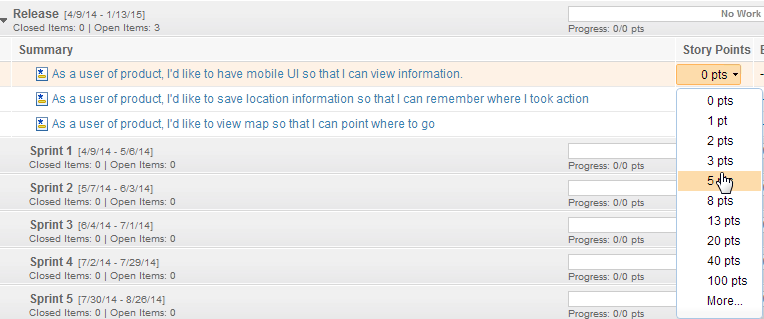 Release [4/9/14 - 1/13/15]
No Work
Closed Items: 0 | Open Items: 3
Progress: 0/0 pts
Summary
Story Points
As a user of product, I'd like to have mobile UI so that I can view information.
0 pts
As a user of product, I'd like to save location information so that I can remember where I took action
As a user of product, I'd like to view map so that I can point where to go
0 pts
1 pt
2 pts
3 pts
5
8 pts
13 pts
20 pts
40 pts
100 pts
More...
Sprint 1 [4/9/14 - 5/6/14]
Closed Items: 0 | Open Items: 0
Progress: 0/0 pts
Sprint 2 [5/7/14 - 6/3/14]
Closed Items: 0 | Open Items: 0
Progress: 0/0 pts
Sprint 3 [6/4/14 - 7/1/14]
Closed Items: 0 | Open Items: 0
Progress: 0/0 pts
Sprint 4 [7/2/14 - 7/29/14]
Closed Items: 0 | Open Items: 0
Progress: 0/0 pts
Sprint 5 [7/30/14 - 8/26/14]
Closed Items: 0 | Open Items: 0
Progress: 0/0 pts